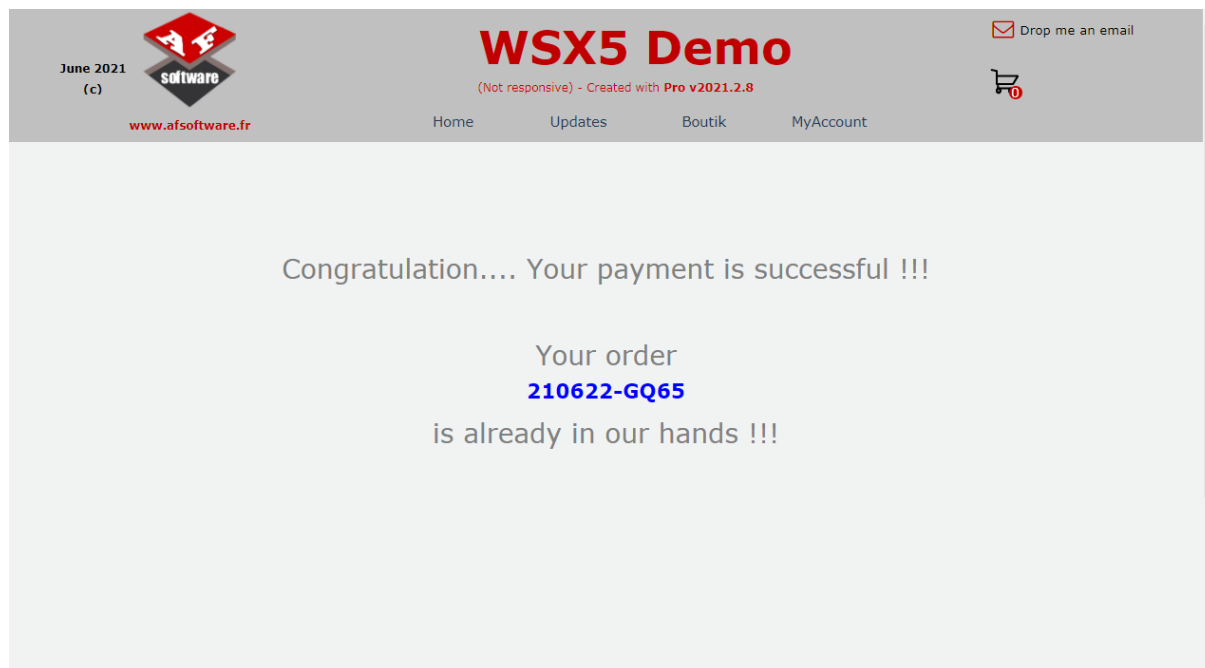 June 2021
(c)
AF
software
www.afsoftware.fr
WSX5 Demo
(Not responsive) - Created with Pro v2021.2.8
Home Updates Boutik MyAccount
Drop me an email
0
Congratulation.... Your payment is successful !!!
Your order
210622-GQ65
is already in our hands !!!